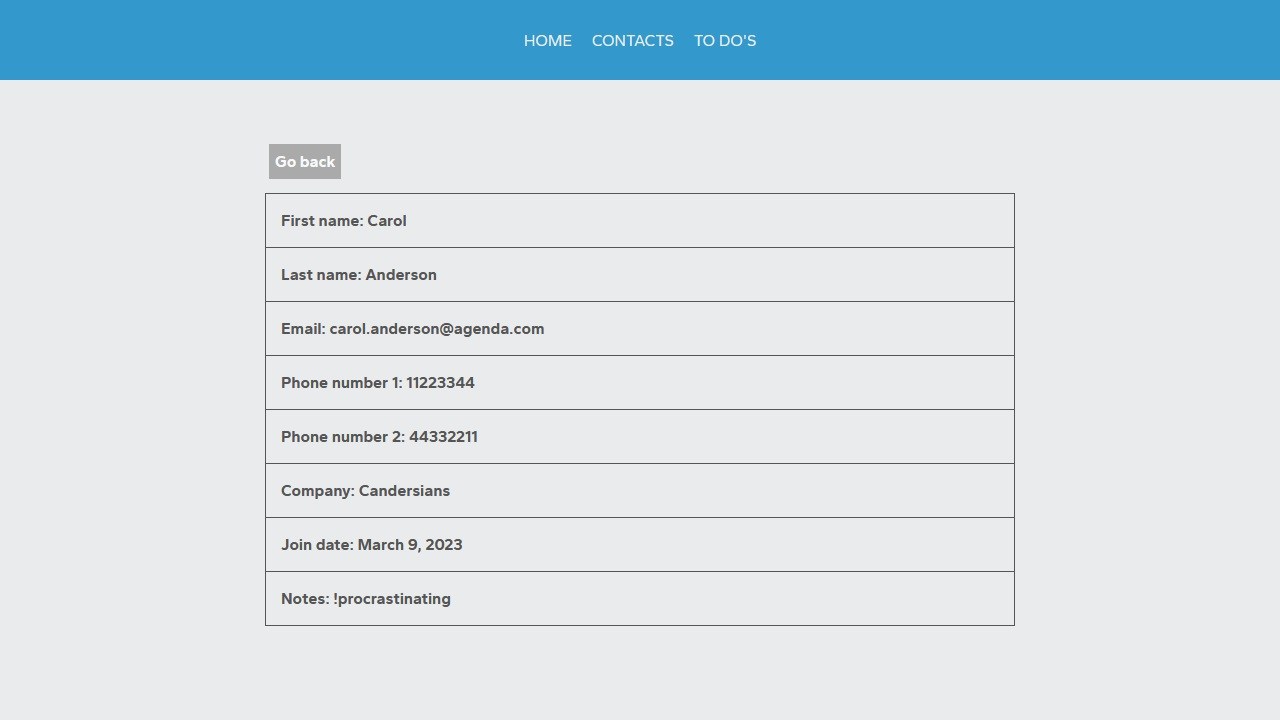 HOME CONTACTS TO DO'S
Go back
First name: Carol
Last name: Anderson
Email: carol.anderson@agenda.com
Phone number 1: 11223344
Phone number 2: 44332211
Company: Candersians
Join date: March 9, 2023
Notes: !procrastinating